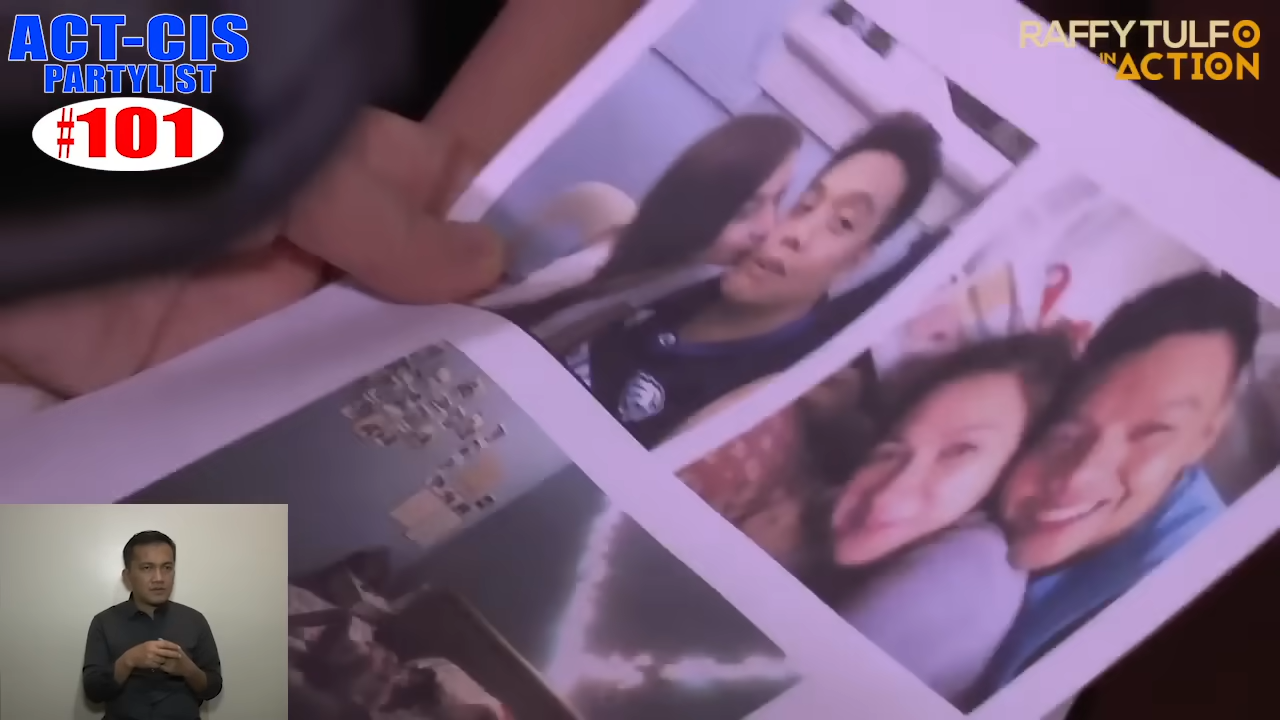 ACT-CIS
PARTYLIST
#101
RAFFY TULFO
IN ACTION